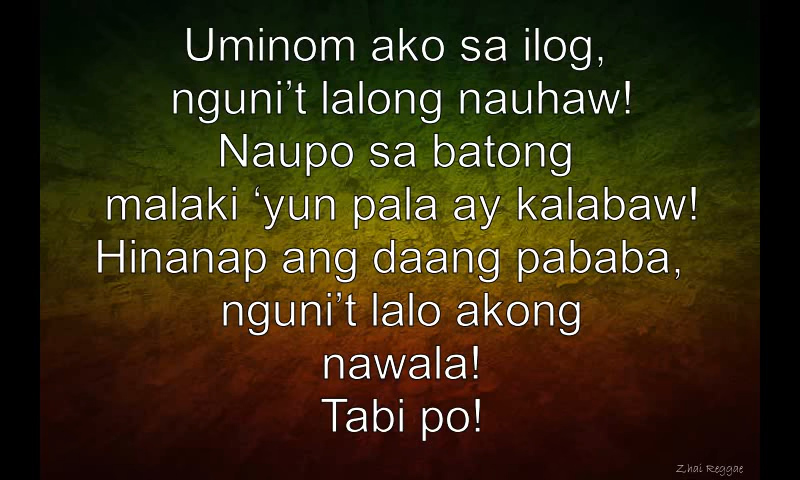 Uminom ako sa ilog,
nguni’t lalong nauhaw!
Naupo sa batong
malaki ‘yun pala ay kalabaw!
Hinanap ang daang pababa,
nguni’t lalo akong
nawala!
Tabi po!
Zhai Reggae